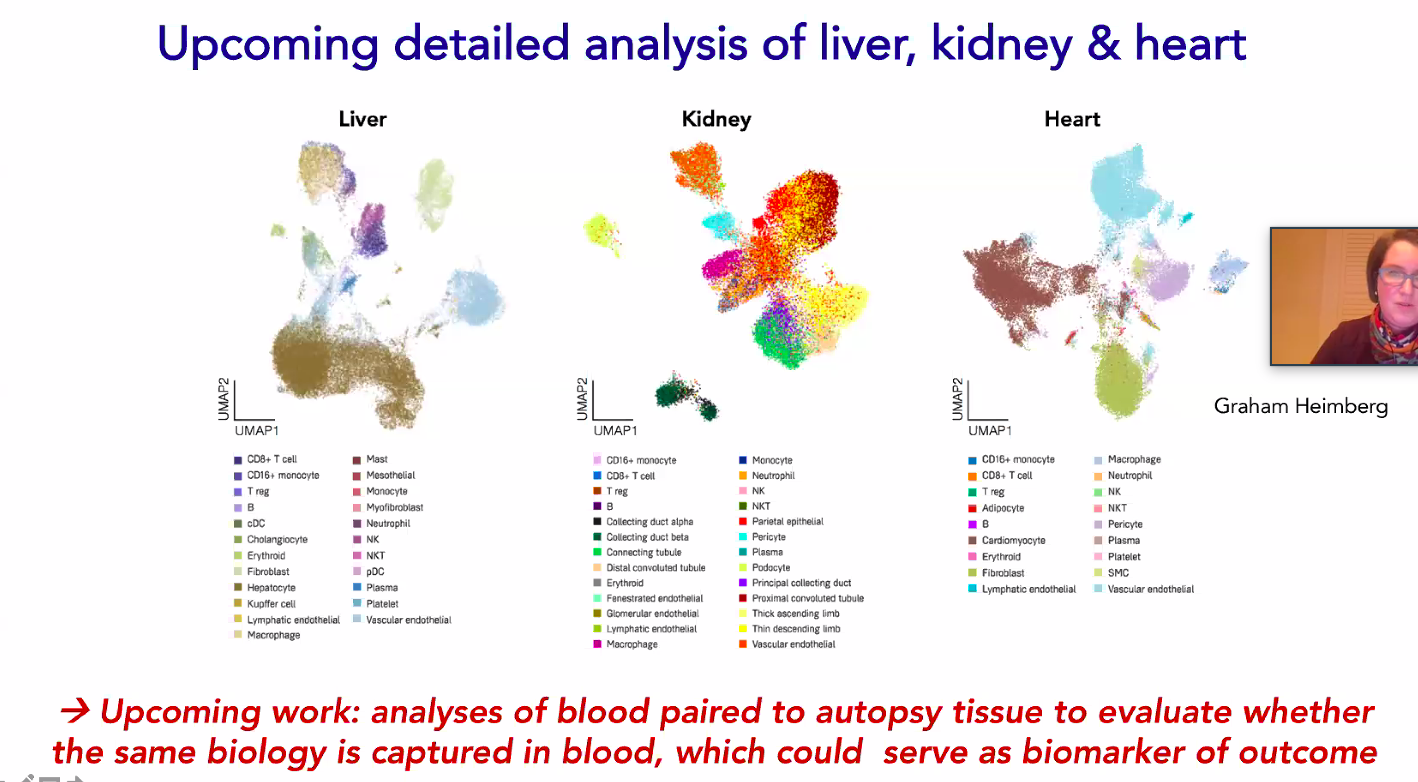 Upcoming detailed analysis of liver, kidney & heart
Liver
Kidney
Heart
UMAP2
UMAP1
UMAP2
UMAP1
UMAP2
UMAP1
Graham Heimberg
CD8+ T cell
CD16+ monocyte
T reg
B
cDC
Cholangiocyte
Erythroid
Fibroblast
Hepatocyte
Kupffer cell
Lymphatic endothelial
Macrophage
Mast
Mesothelial
Monocyte
Myofibroblast
Neutrophil
NK
NKT
pDC
Plasma
Platelet
Vascular endothelial
CD16+ monocyte
CD8+ T cell
T reg
B
Collecting duct alpha
Collecting duct beta
Connecting tubule
Distal convoluted tubule
Erythroid
Fenestrated endothelial
Glomerular endothelial
Lymphatic endothelial
Macrophage
Monocyte
Neutrophil
NK
NKT
Parietal epithelial
Pericyte
Plasma
Podocyte
Principal collecting duct
Proximal convoluted tubule
Thick ascending limb
Thin descending limb
Vascular endothelial
CD16+ monocyte
CD8+ T cell
T reg
Adipocyte
B
Cardiomyocyte
Erythroid
Fibroblast
Lymphatic endothelial
Macrophage
Neutrophil
NK
NKT
Pericyte
Plasma
Platelet
SMC
Vascular endothelial
→ Upcoming work: analyses of blood paired to autopsy tissue to evaluate whether
the same biology is captured in blood, which could serve as biomarker of outcome